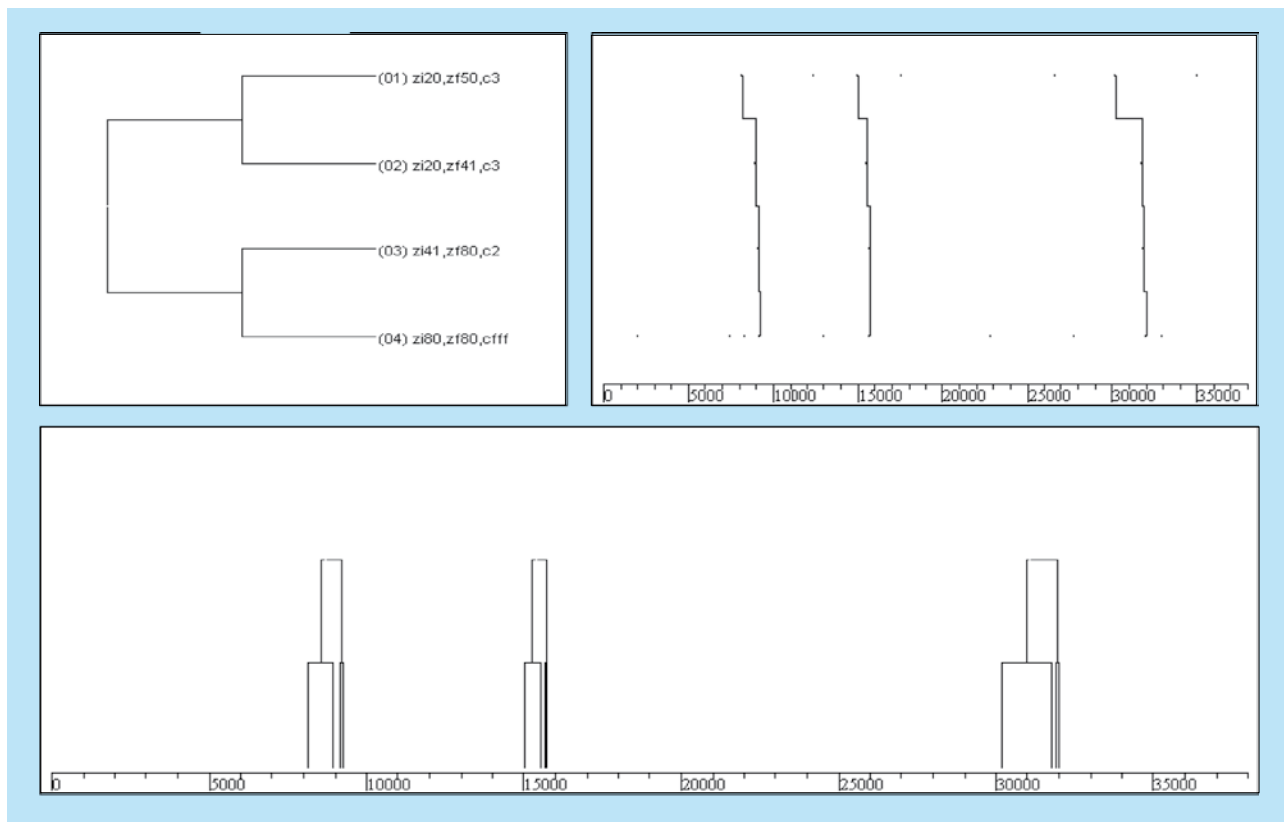 (01) zi20,zf50,c3
(02) zi20,zf41,c3
(03) zi41,zf80,c2
(04) zi80,zf80,cfff
0 5000 10000 15000 20000 25000 30000 35000
0 5000 10000 15000 20000 25000 30000 35000